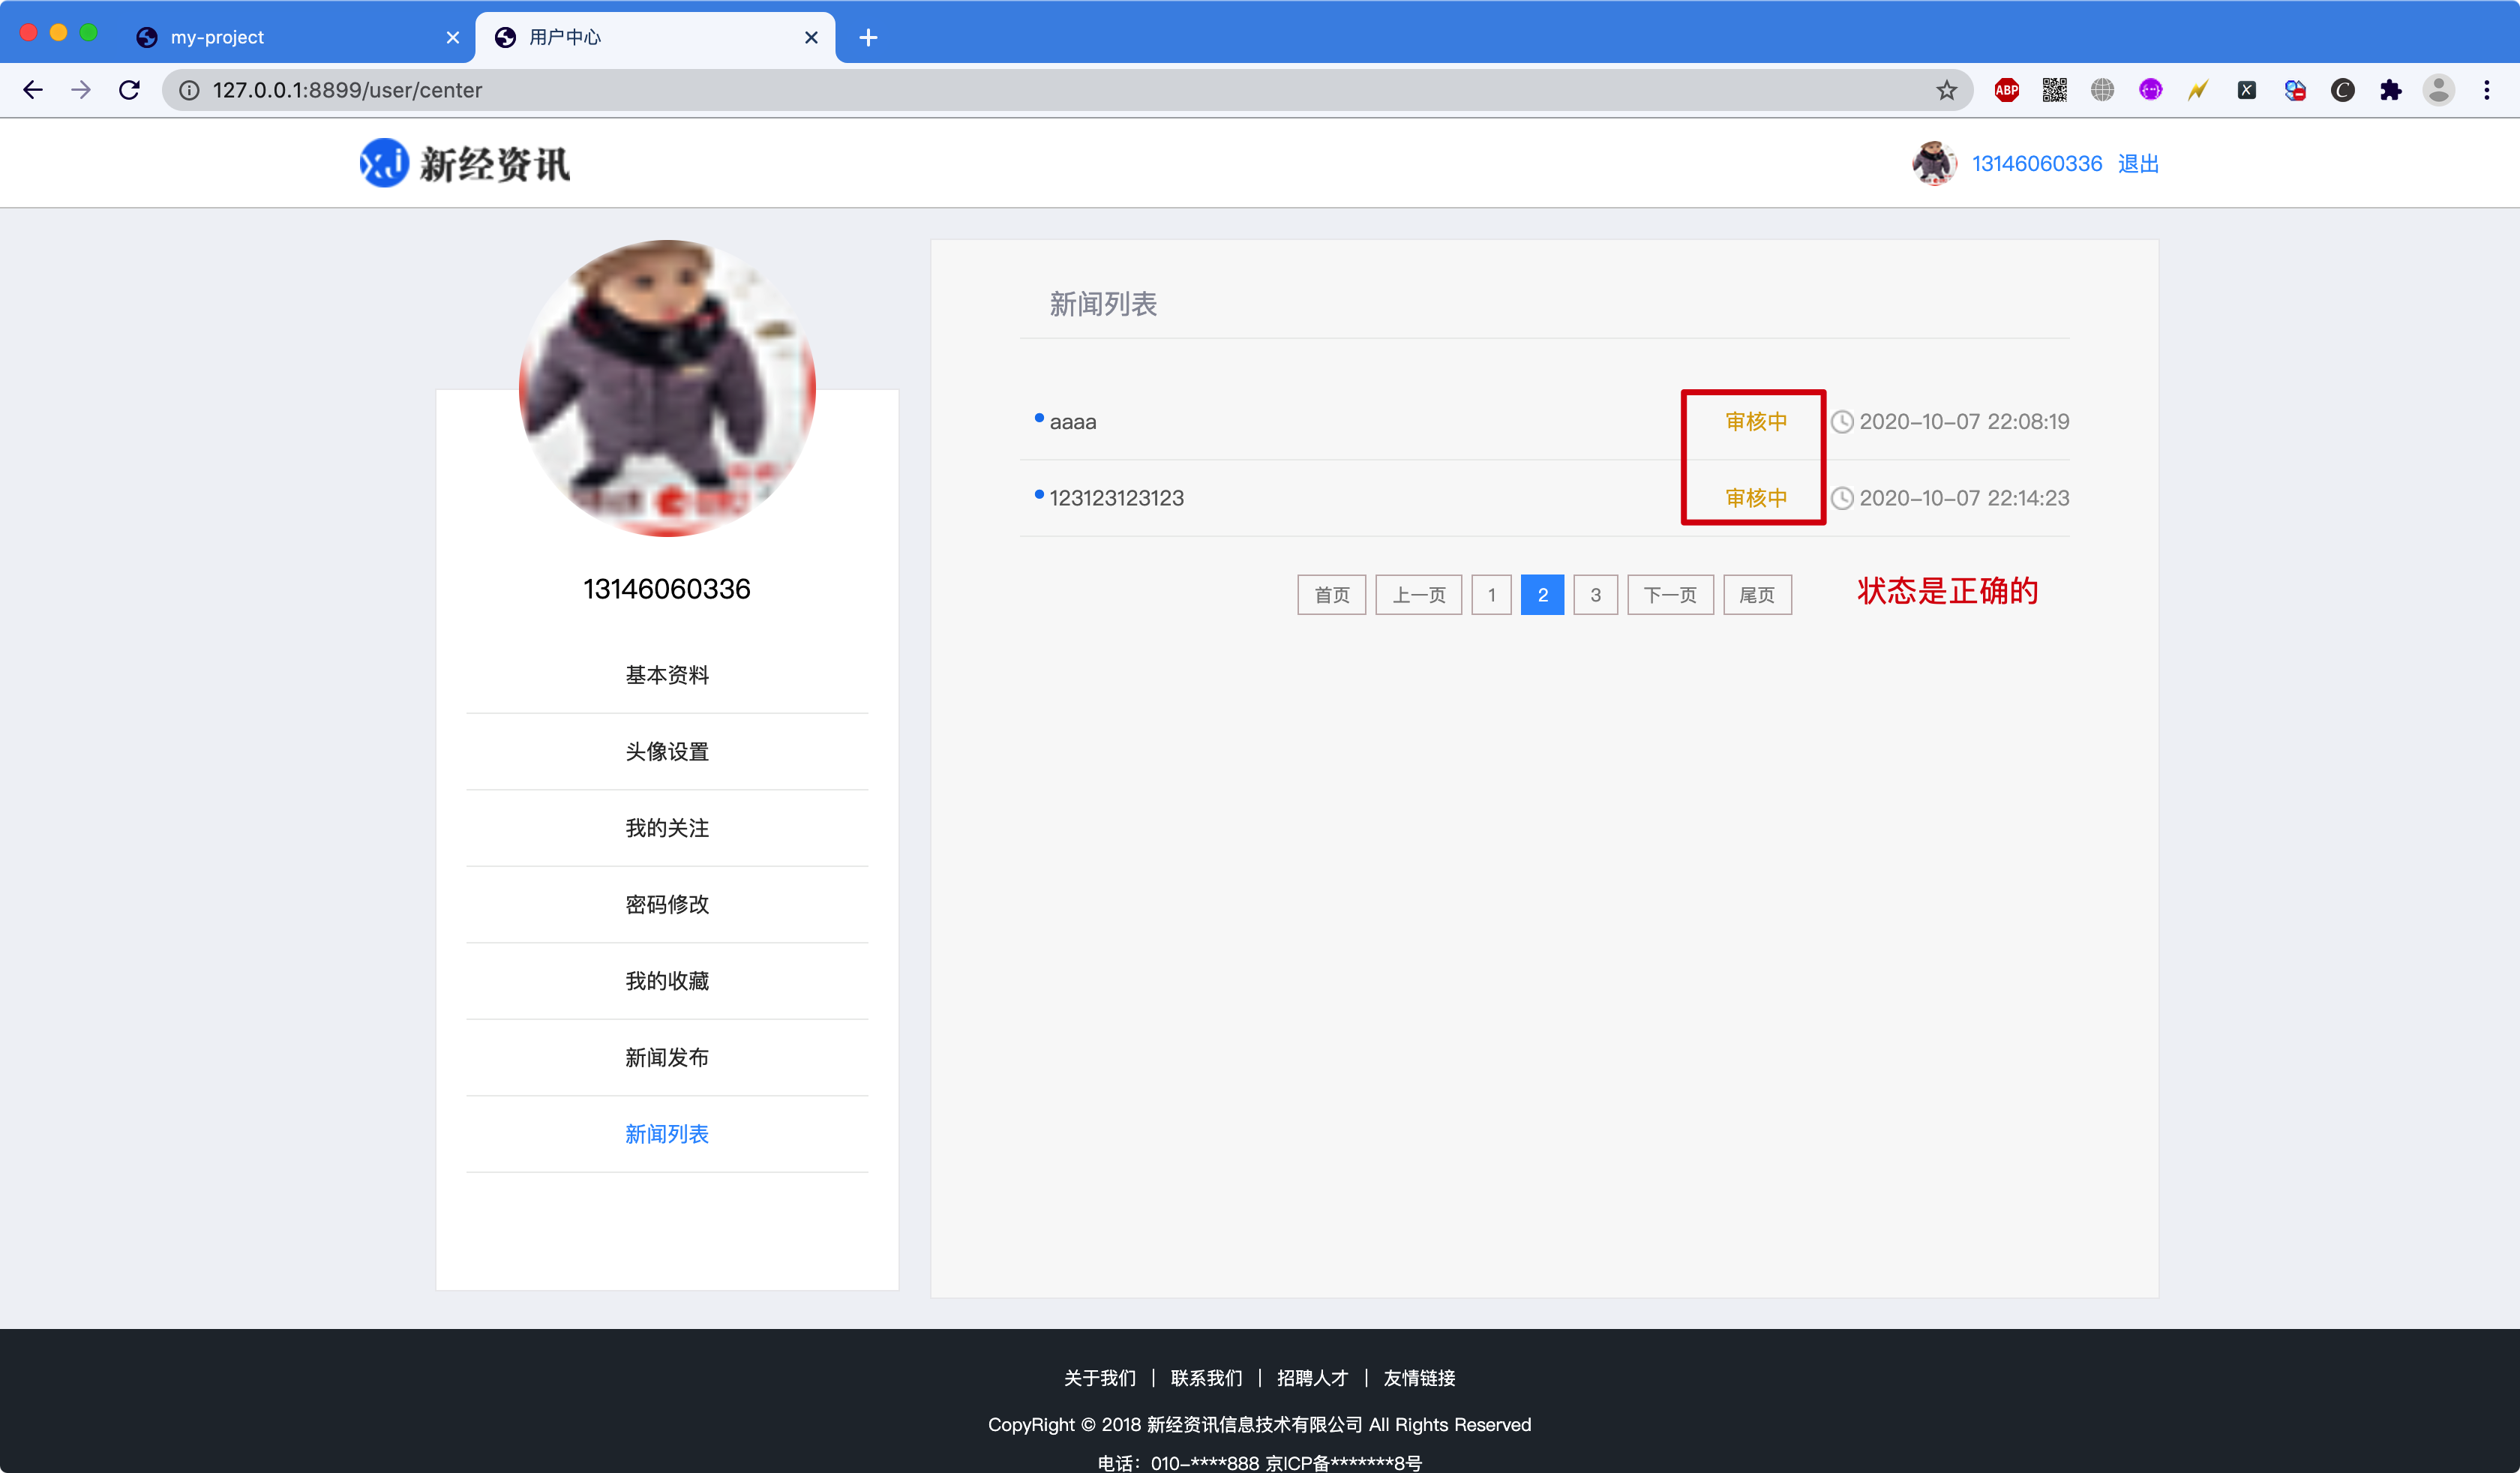 my-project
用户中心
127.0.0.1:8899/user/center
ABP
新经资讯
13146060336 退出
新闻列表
aaaa 审核中 2020-10-07 22:08:19
123123123123 审核中 2020-10-07 22:14:23
首页 上一页 1 2 3 下一页 尾页
状态是正确的
13146060336
基本资料
头像设置
我的关注
密码修改
我的收藏
新闻发布
新闻列表
关于我们 | 联系我们 | 招聘人才 | 友情链接
CopyRight © 2018 新经资讯信息技术有限公司 All Rights Reserved
电话：010-****888 京ICP备*******8号